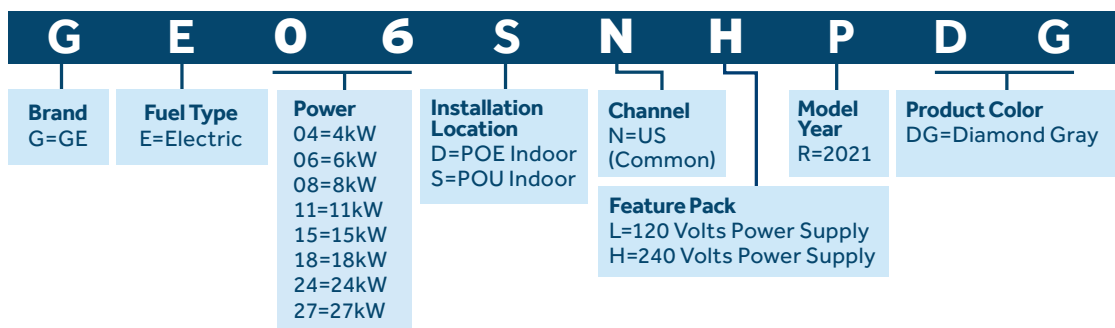 G E 0 6 S N H P D G
Brand
G=GE
Fuel Type
E=Electric
Power
04=4kW
06=6kW
08=8kW
11=11kW
15=15kW
18=18kW
24=24kW
27=27kW
Installation
Location
D=POE Indoor
S=POU Indoor
Channel
N=US
(Common)
Feature Pack
L=120 Volts Power Supply
H=240 Volts Power Supply
Model
Year
R=2021
Product Color
DG=Diamond Gray